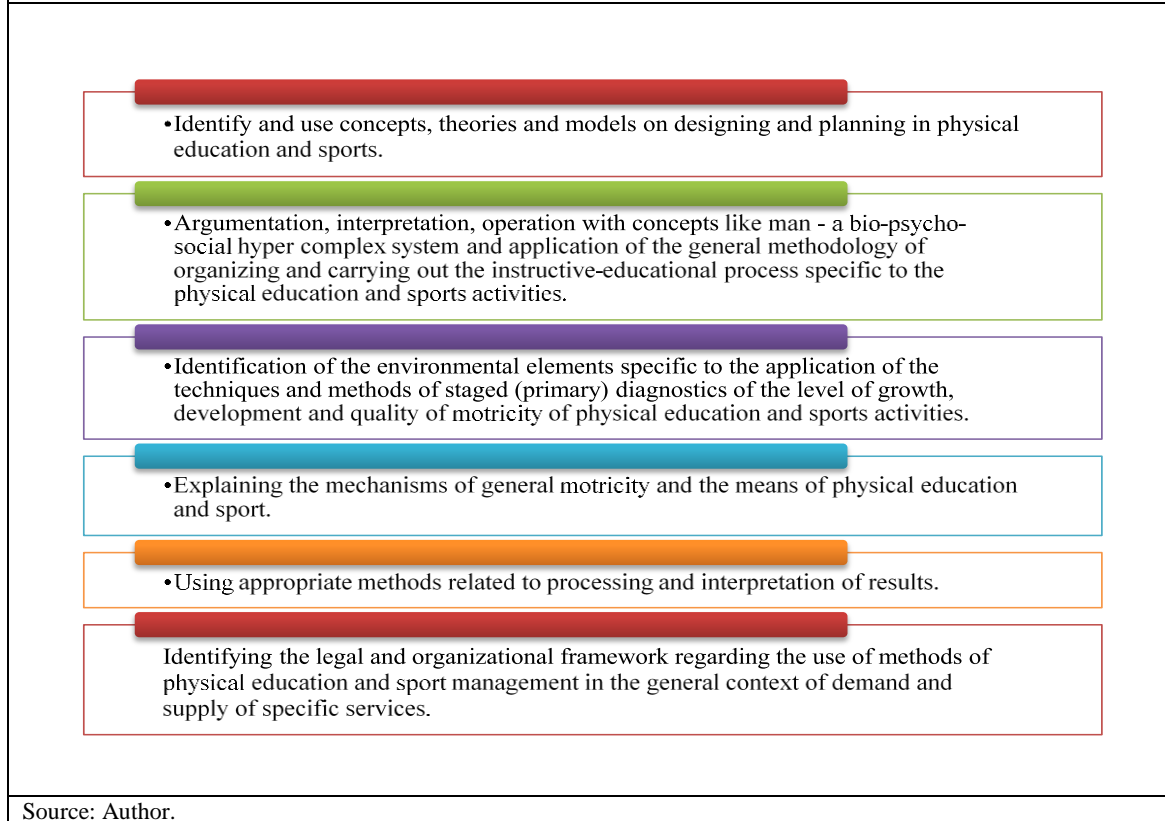 •Identify and use concepts, theories and models on designing and planning in physical
education and sports.
•Argumentation, interpretation, operation with concepts like man - a bio-psycho-
social hyper complex system and application of the general methodology of
organizing and carrying out the instructive-educational process specific to the
physical education and sports activities.
•Identification of the environmental elements specific to the application of the
techniques and methods of staged (primary) diagnostics of the level of growth,
development and quality of motricity of physical education and sports activities.
•Explaining the mechanisms of general motricity and the means of physical education
and sport.
•Using appropriate methods related to processing and interpretation of results.
Identifying the legal and organizational framework regarding the use of methods of
physical education and sport management in the general context of demand and
supply of specific services.
Source: Author.